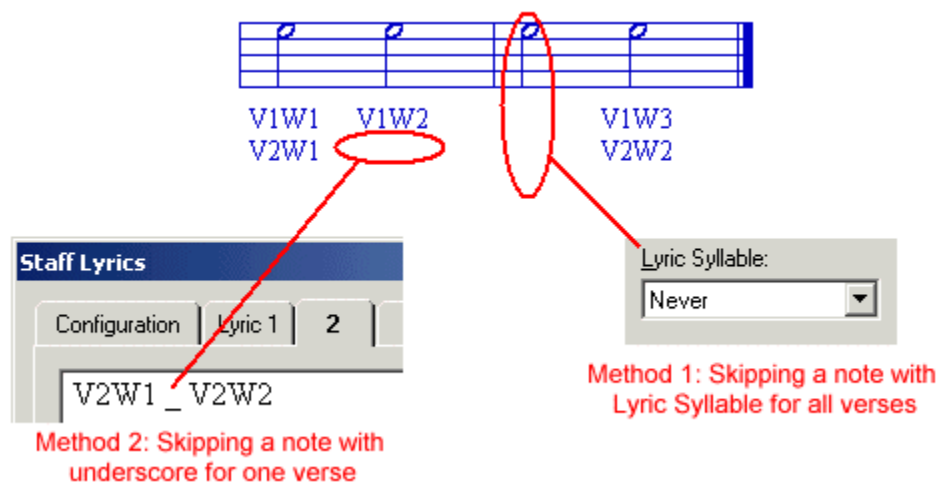 V1W1 V1W2 V1W3
V2W1 V2W2
Staff Lyrics
Configuration Lyric 1 2
V2W1 _ V2W2
Method 2: Skipping a note with
underscore for one verse
Lyric Syllable:
Never
Method 1: Skipping a note with
Lyric Syllable for all verses